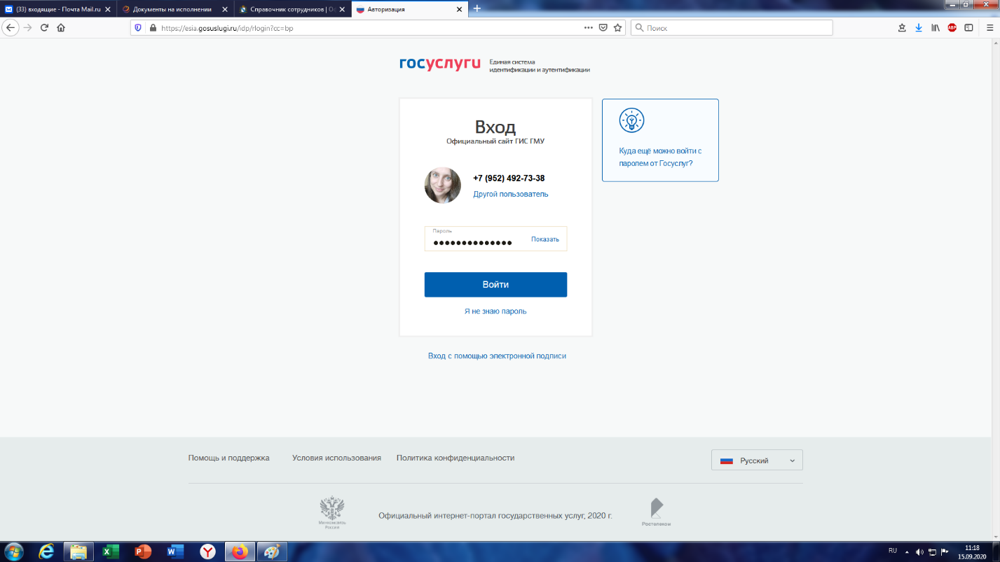 (33) входящие - Почта Mail.ru
Документы на исполнении
Справочник сотрудников | Оф
Авторизация
https://esia.gosuslugi.ru/idp/rlogin?cc=bp
Поиск
ABP
госуслуги
Единая система
идентификации и аутентификации
Вход
Официальный сайт ГИС ГМУ
+7 (952) 492-73-38
Другой пользователь
Пароль
Показать
Войти
Я не знаю пароль
Вход с помощью электронной подписи
Куда ещё можно войти с
паролем от Госуслуг?
Помощь и поддержка
Условия использования
Политика конфиденциальности
Русский
Минкомсвязь
России
Официальный интернет-портал государственных услуг, 2020 г.
Ростелеком
RU
11:18
15.09.2020